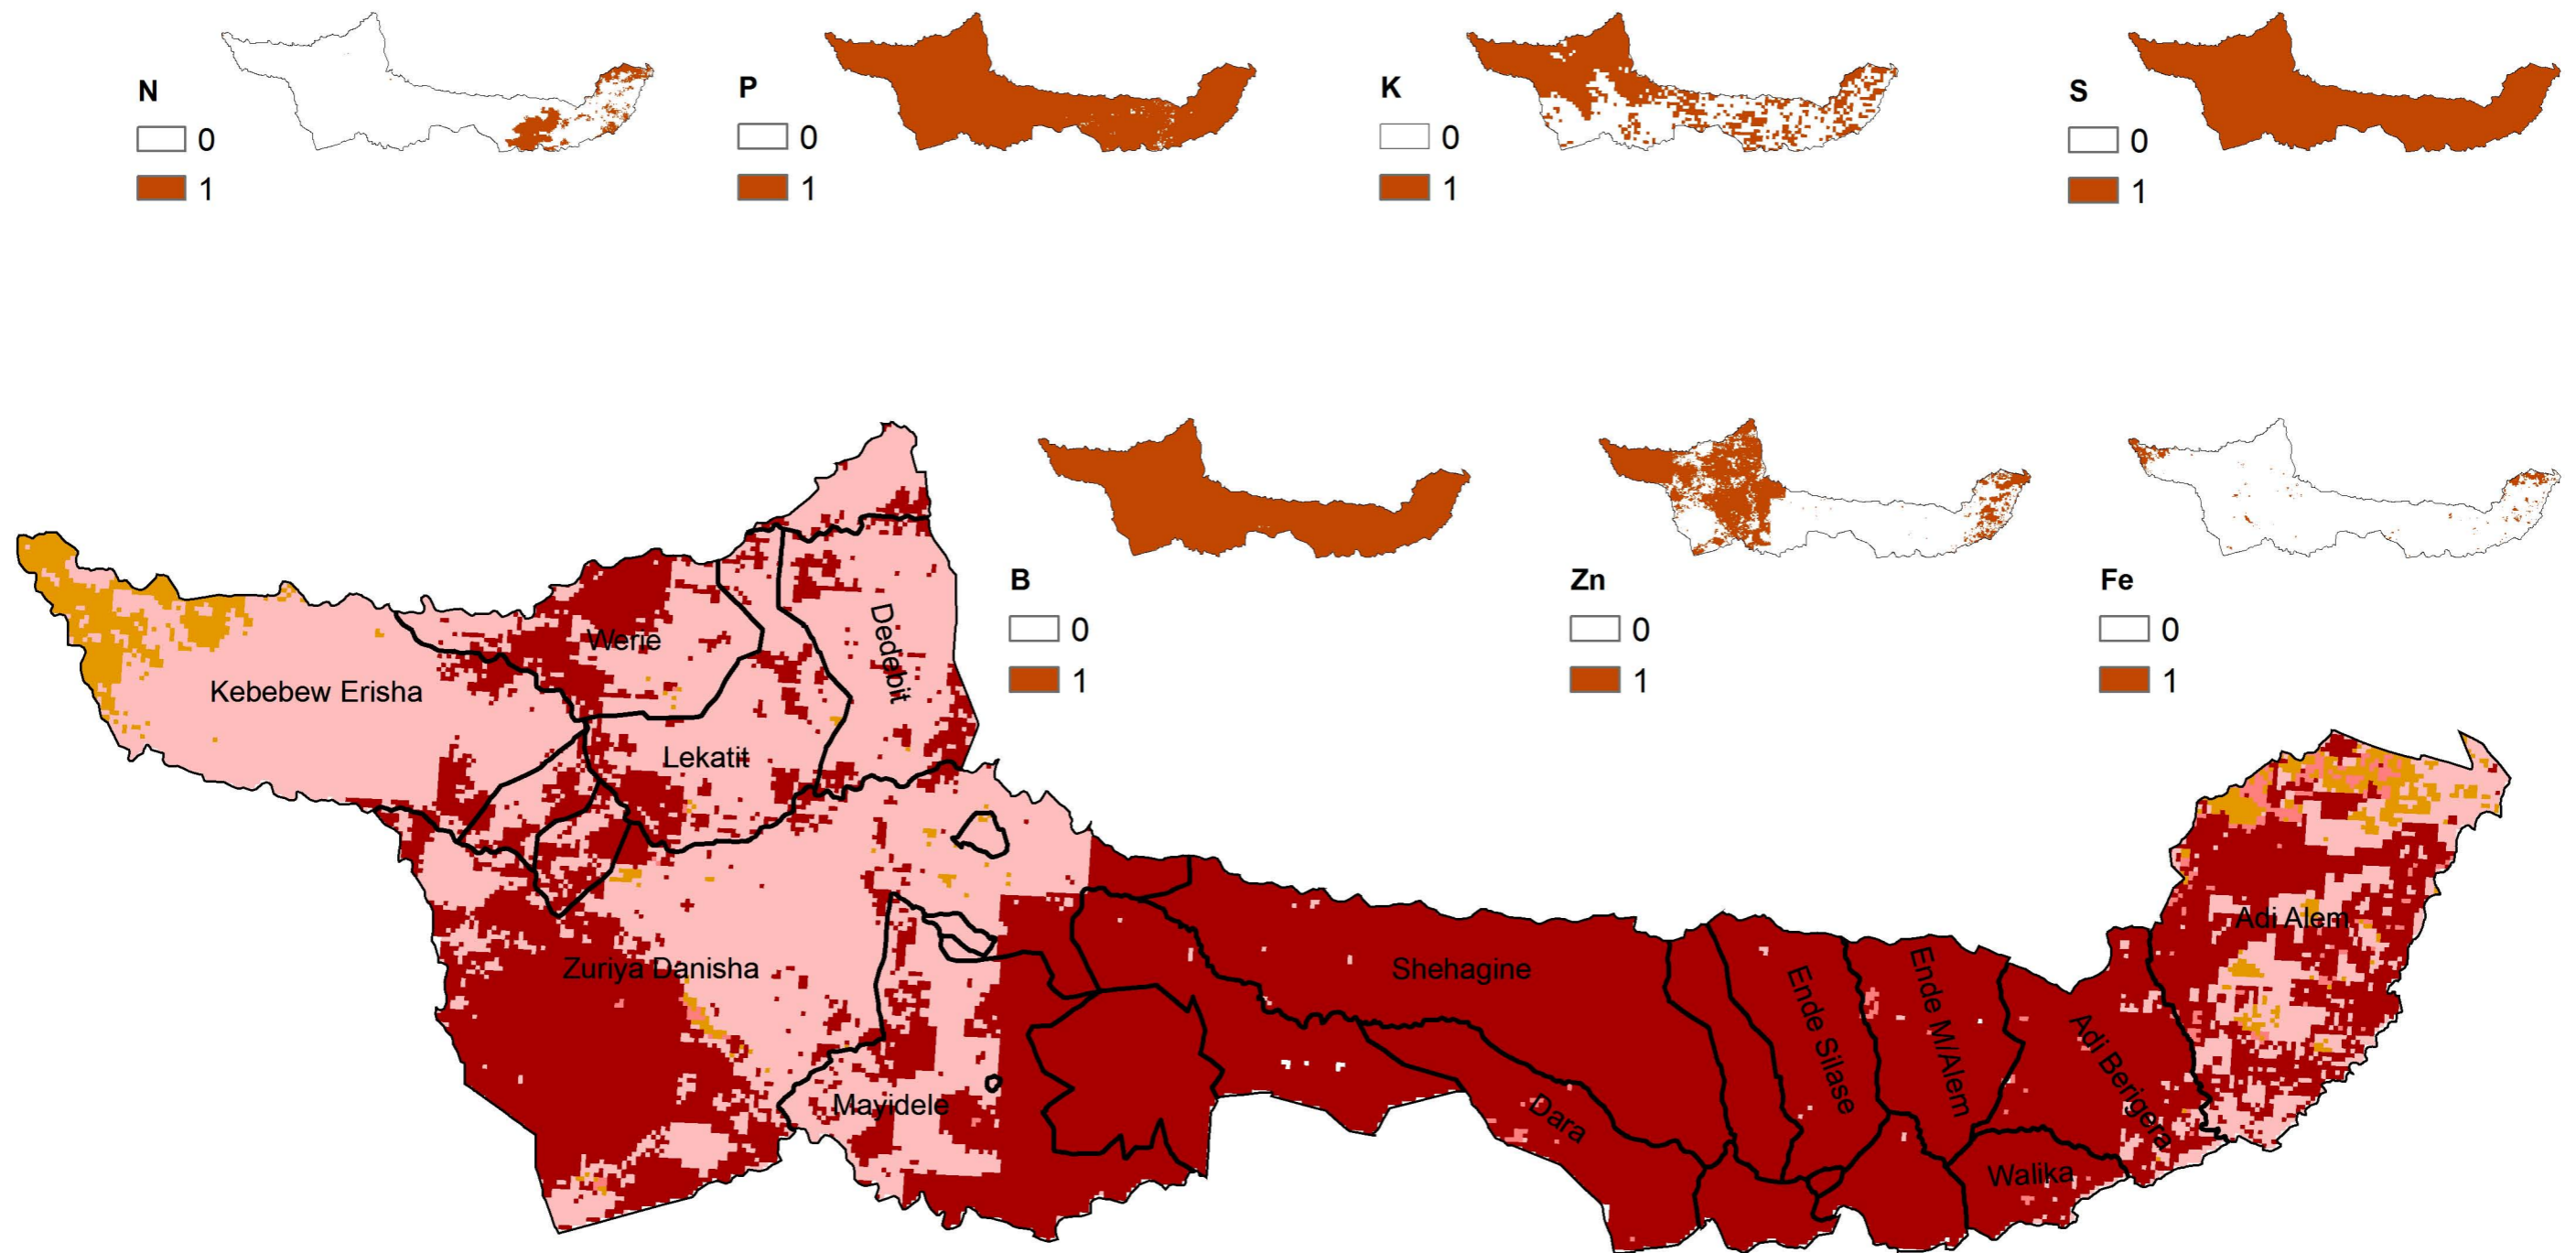 N
0
1
P
0
1
K
0
1
S
0
1
B
0
1
Zn
0
1
Fe
0
1
Werie
Dedebit
Kebebew Erisha
Lekatit
Zuriya Danisha
Mayidele
Shehagine
Dara
Ende Silase
Ende M/Alem
Adi Berigera
Walika
Adi Alem